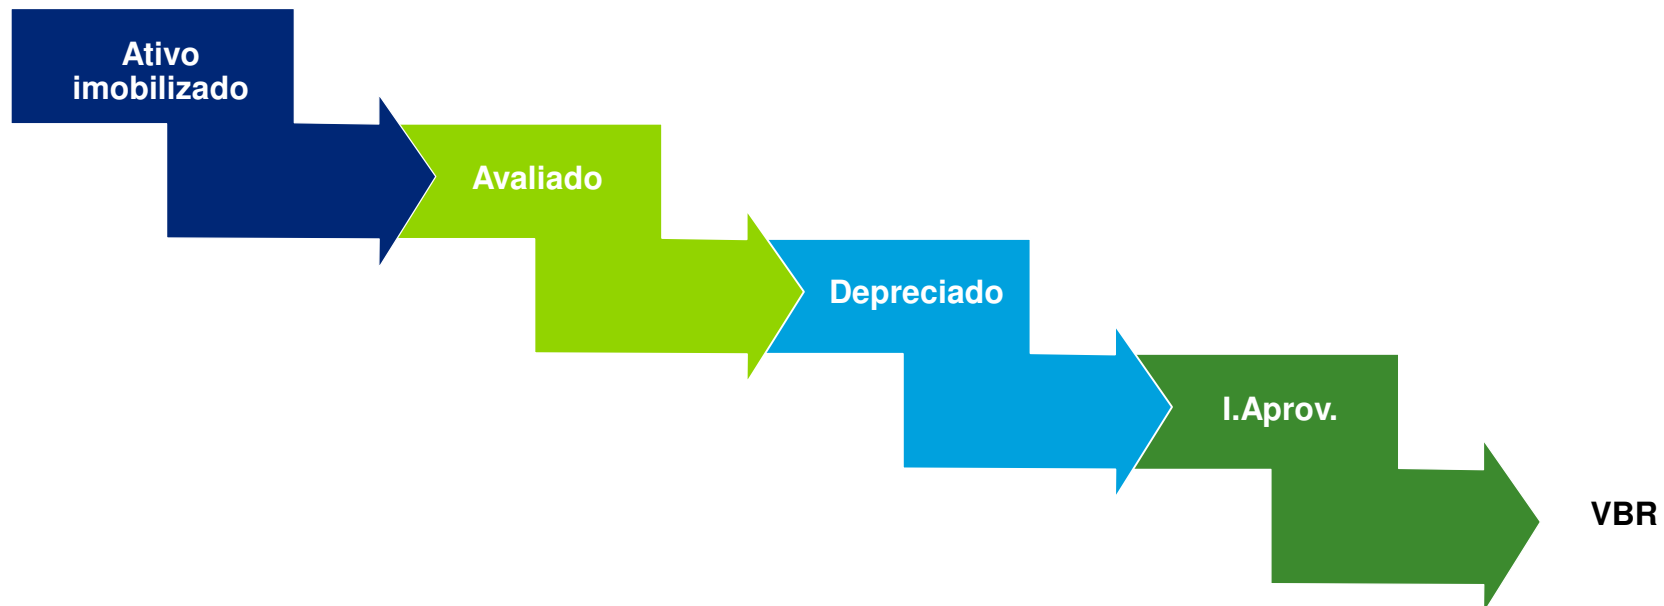 Ativo
imobilizado
Avaliado
Depreciado
I.Aprov.
VBR